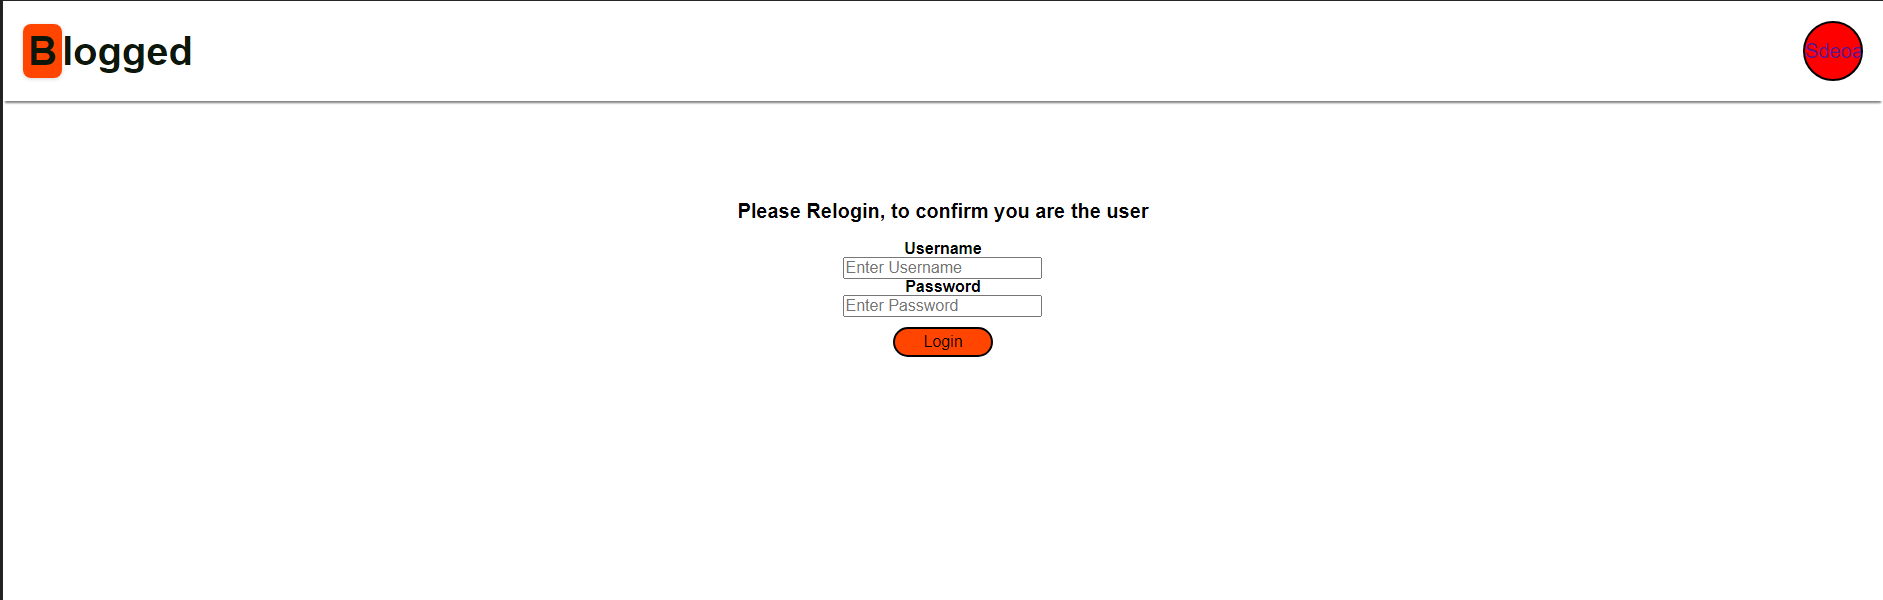 Blogged
Sdeoa
Please Relogin, to confirm you are the user
Username
Enter Username
Password
Enter Password
Login